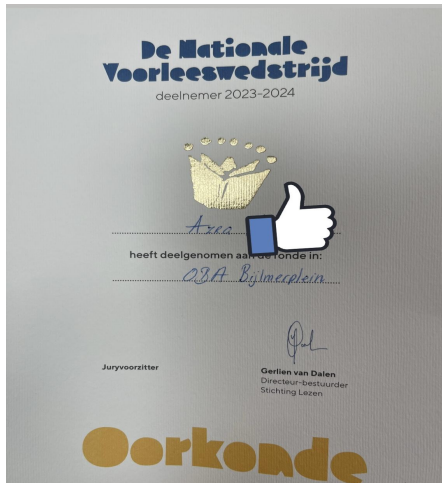 De Nationale
Voorleeswedstrijd
deelnemer 2023-2024
heeft deelgenomen aan de ronde in:
OBA Bijlmerplein
Juryvoorzitter
Gerlien van Dalen
Directeur-bestuurder
Stichting Lezen
Oorkonde